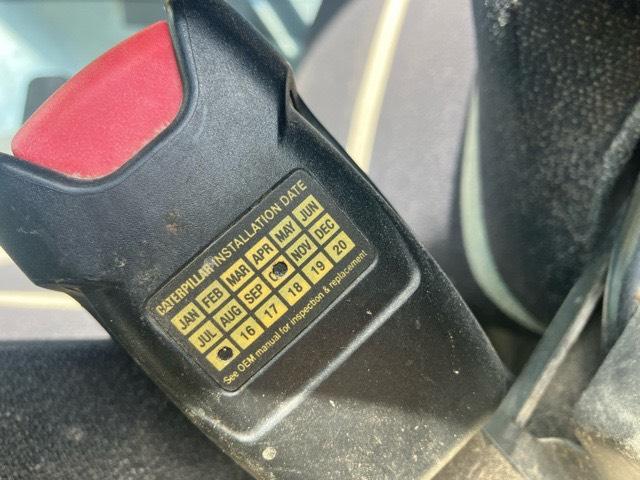 CATERPILLAR INSTALLATION DATE
JAN FEB MAR APR MAY JUN
JUL AUG SEP NOV DEC
16 17 18 19 20
See OEM manual for inspection & replacement